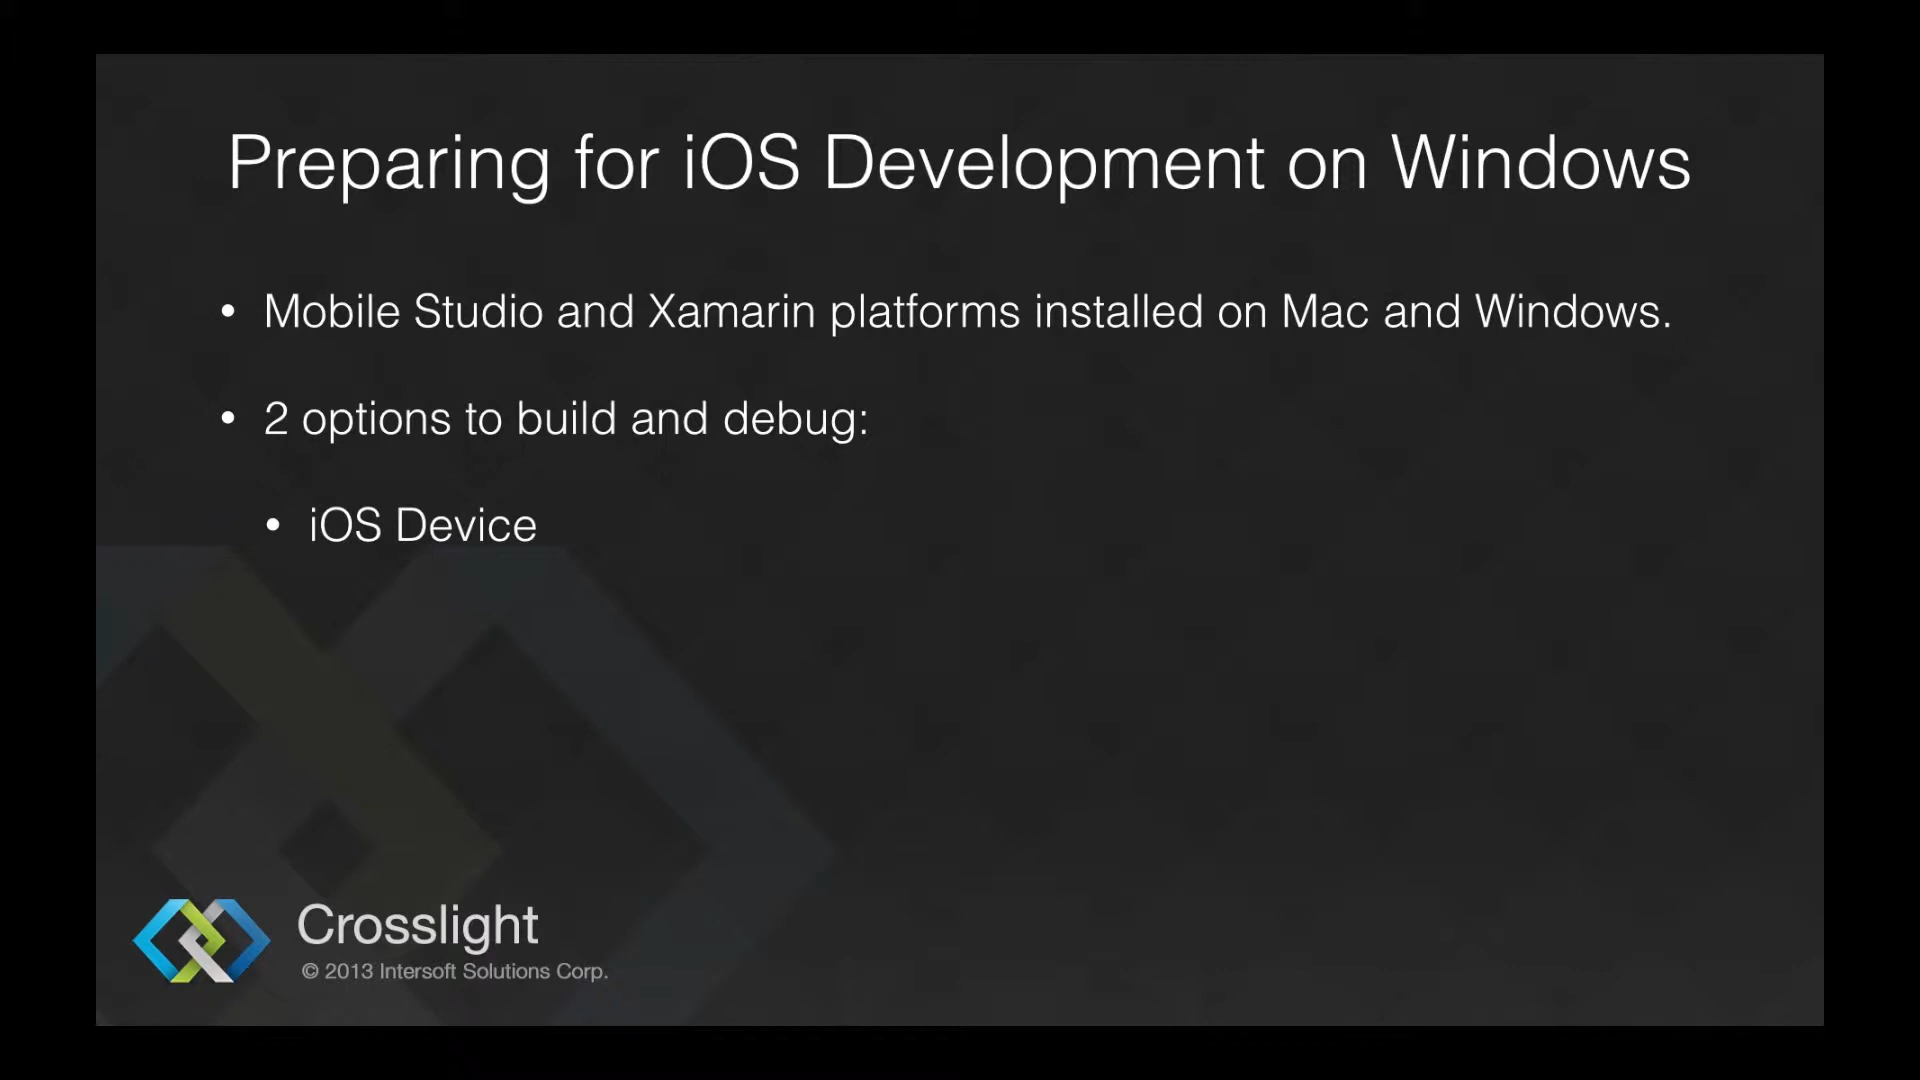 Preparing for iOS Development on Windows
• Mobile Studio and Xamarin platforms installed on Mac and Windows.
• 2 options to build and debug:
• iOS Device
Crosslight
© 2013 Intersoft Solutions Corp.